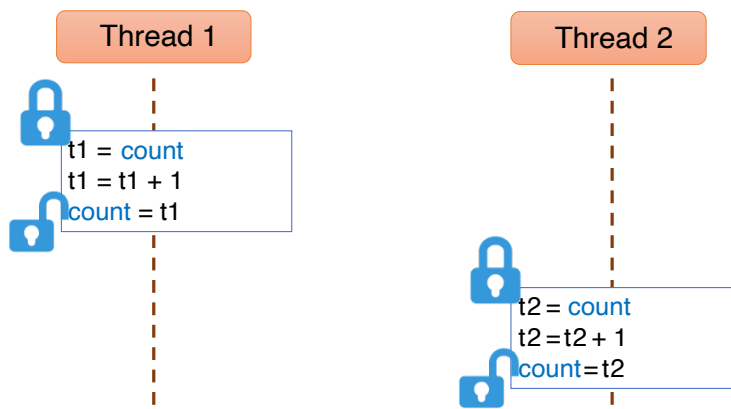 Thread 1
Thread 2
t1 = count
t1 = t1 + 1
count = t1
t2 = count
t2 = t2 + 1
count = t2